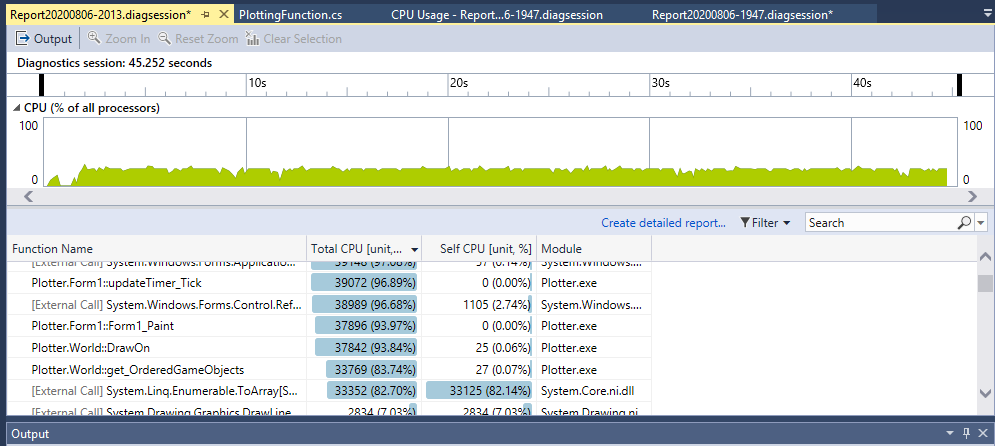 Report20200806-2013.diagsession* PlottingFunction.cs CPU Usage - Report...6-1947.diagsession Report20200806-1947.diagsession*
Output Zoom In Reset Zoom Clear Selection
Diagnostics session: 45.252 seconds
10s 20s 30s 40s
CPU (% of all processors)
100 100
0 0
Create detailed report... Filter Search
Function Name Total CPU [unit,... Self CPU [unit, %] Module
[External Call] System.Windows.Forms.Applicatio... 39148 (97.08%) 57 (0.14%) System.Windows....
Plotter.Form1::updateTimer_Tick 39072 (96.89%) 0 (0.00%) Plotter.exe
[External Call] System.Windows.Forms.Control.Ref... 38989 (96.68%) 1105 (2.74%) System.Windows....
Plotter.Form1::Form1_Paint 37896 (93.97%) 0 (0.00%) Plotter.exe
Plotter.World::DrawOn 37842 (93.84%) 25 (0.06%) Plotter.exe
Plotter.World::get_OrderedGameObjects 33769 (83.74%) 27 (0.07%) Plotter.exe
[External Call] System.Linq.Enumerable.ToArray[S... 33352 (82.70%) 33125 (82.14%) System.Core.ni.dll
[External Call] System.Drawing.Graphics.DrawLine 2834 (7.03%) 2834 (7.03%) System.Drawing.ni
Output